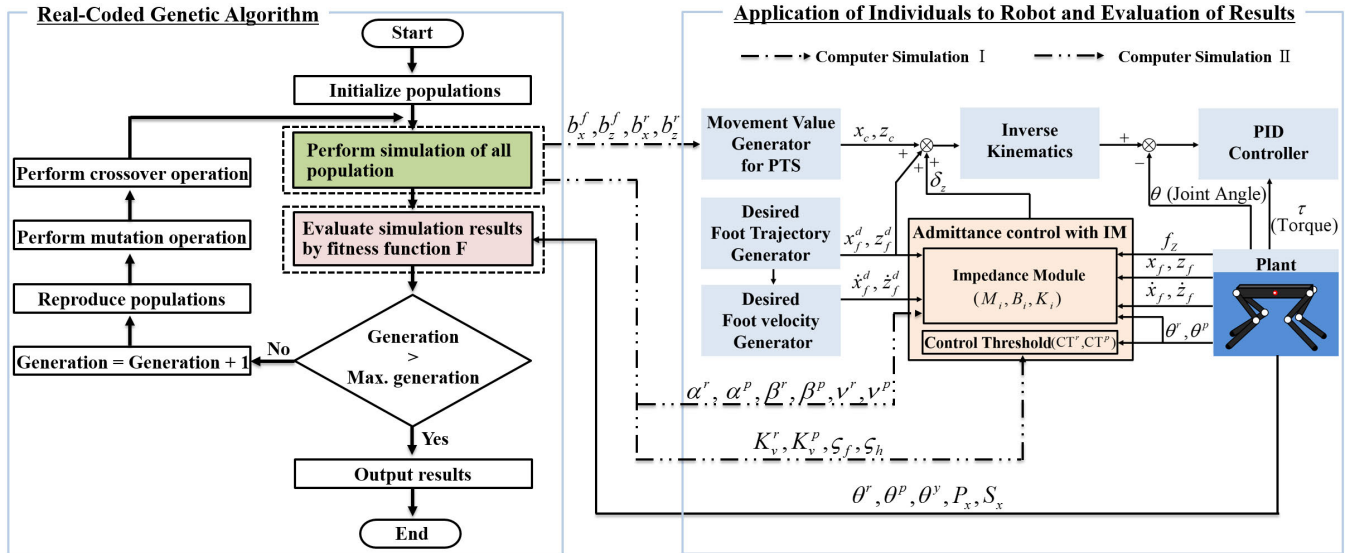 Real-Coded Genetic Algorithm
Start
Initialize populations
Perform simulation of all
population
Perform crossover operation
Evaluate simulation results
by fitness function F
Perform mutation operation
Reproduce populations
Generation
>
Max. generation
No
Generation = Generation + 1
Yes
Output results
End
Application of Individuals to Robot and Evaluation of Results
Computer Simulation Ⅰ
Computer Simulation Ⅱ
b_x^f, b_z^f, b_x^r, b_z^r
Movement Value
Generator
for PTS
x_c, z_c
+
+
+
δ_z
Inverse
Kinematics
+
−
PID
Controller
θ (Joint Angle)
τ
(Torque)
Desired
Foot Trajectory
Generator
x_f^d, z_f^d
ẋ_f^d, ż_f^d
Desired
Foot velocity
Generator
Admittance control with IM
Impedance Module
(M_i, B_i, K_i)
Control Threshold(CT^r, CT^p)
f_Z
x_f, z_f
ẋ_f, ż_f
θ^r, θ^p
Plant
α^r, α^p, β^r, β^p, ν^r, ν^p
K_v^r, K_v^p, ς_f, ς_h
θ^r, θ^p, θ^y, P_x, S_x